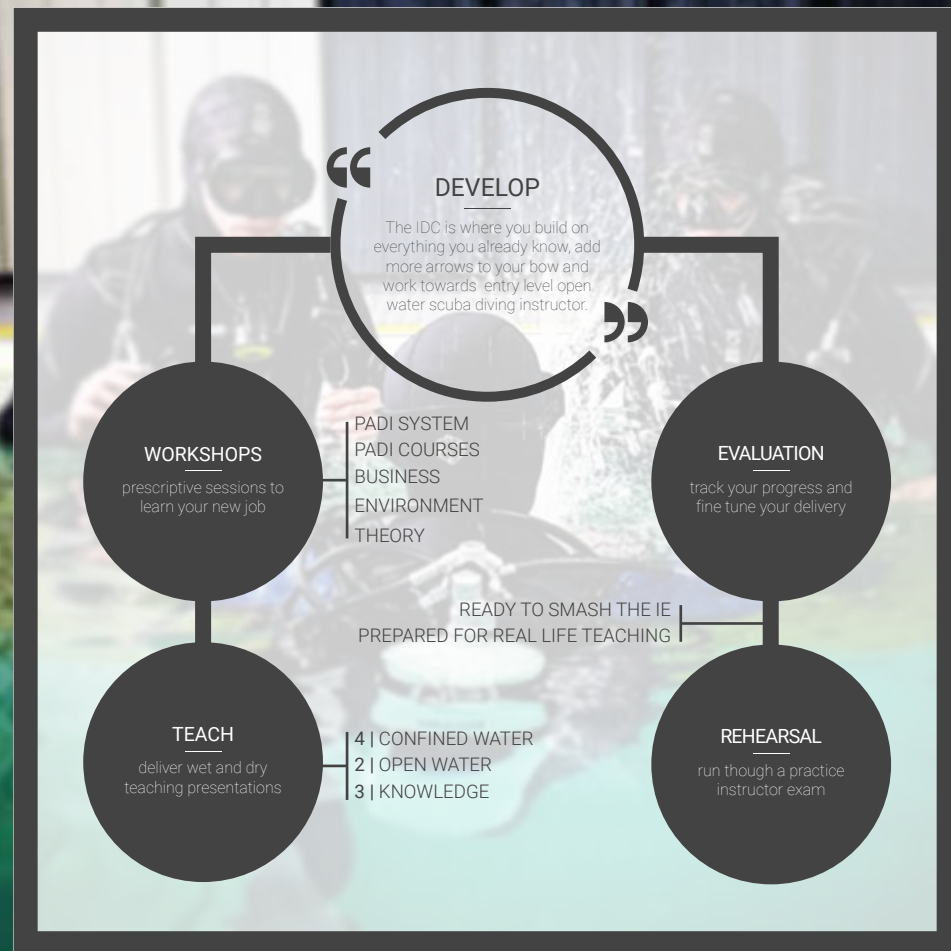 “
DEVELOP
The IDC is where you build on
everything you already know, add
more arrows to your bow and
work towards entry level open
water scuba diving instructor.
”
WORKSHOPS
prescriptive sessions to
learn your new job
PADI SYSTEM
PADI COURSES
BUSINESS
ENVIRONMENT
THEORY
EVALUATION
track your progress and
fine tune your delivery
READY TO SMASH THE IE
PREPARED FOR REAL LIFE TEACHING
TEACH
deliver wet and dry
teaching presentations
4 | CONFINED WATER
2 | OPEN WATER
3 | KNOWLEDGE
REHEARSAL
run though a practice
instructor exam